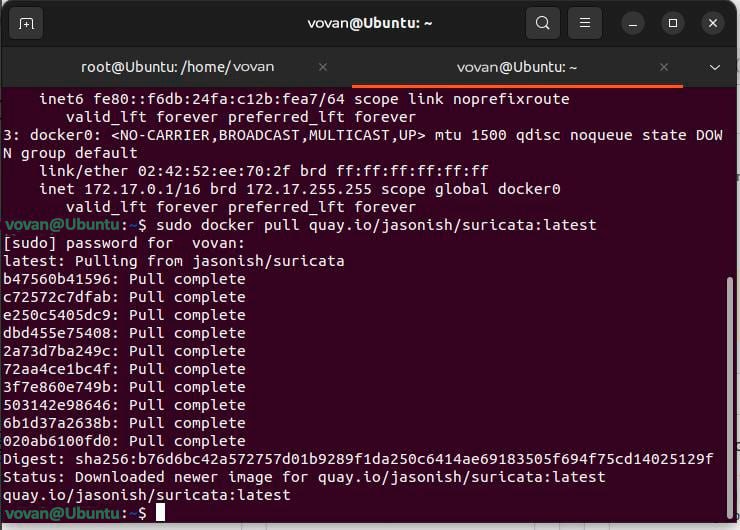 vovan@Ubuntu: ~
root@Ubuntu: /home/vovan
vovan@Ubuntu: ~
inet6 fe80::f6db:24fa:c12b:fea7/64 scope link noprefixroute
valid_lft forever preferred_lft forever
3: docker0: <NO-CARRIER,BROADCAST,MULTICAST,UP> mtu 1500 qdisc noqueue state DOW
N group default
link/ether 02:42:52:ee:70:2f brd ff:ff:ff:ff:ff:ff
inet 172.17.0.1/16 brd 172.17.255.255 scope global docker0
valid_lft forever preferred_lft forever
vovan@Ubuntu:~$ sudo docker pull quay.io/jasonish/suricata:latest
[sudo] password for vovan:
latest: Pulling from jasonish/suricata
b47560b41596: Pull complete
c72572c7dfab: Pull complete
e250c5405dc9: Pull complete
dbd455e75408: Pull complete
2a73d7ba249c: Pull complete
72aa4ce1bc4f: Pull complete
3f7e860e749b: Pull complete
503142e98646: Pull complete
6b1d37a2638b: Pull complete
020ab6100fd0: Pull complete
Digest: sha256:b76d6bc42a572757d01b9289f1da250c6414ae69183505f694f75cd14025129f
Status: Downloaded newer image for quay.io/jasonish/suricata:latest
quay.io/jasonish/suricata:latest
vovan@Ubuntu:~$